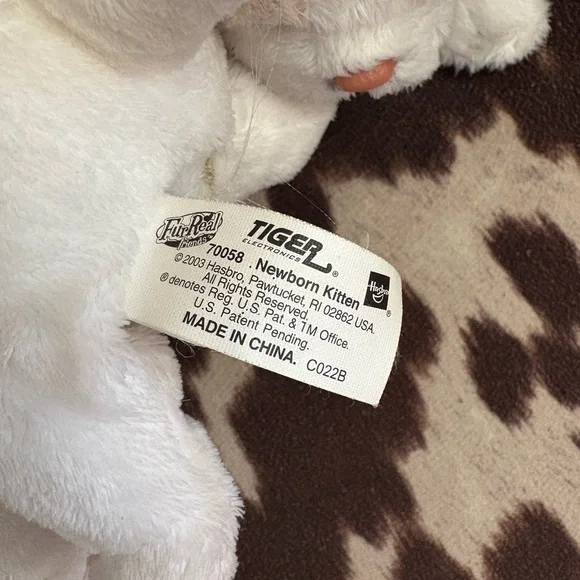 FurReal friends
TIGER ELECTRONICS ®
70058 . Newborn Kitten
© 2003 Hasbro, Pawtucket, RI 02862 USA.
All Rights Reserved.
® denotes Reg. U.S. Pat. & TM Office.
U.S. Patent Pending.
MADE IN CHINA. C022B
Hasbro